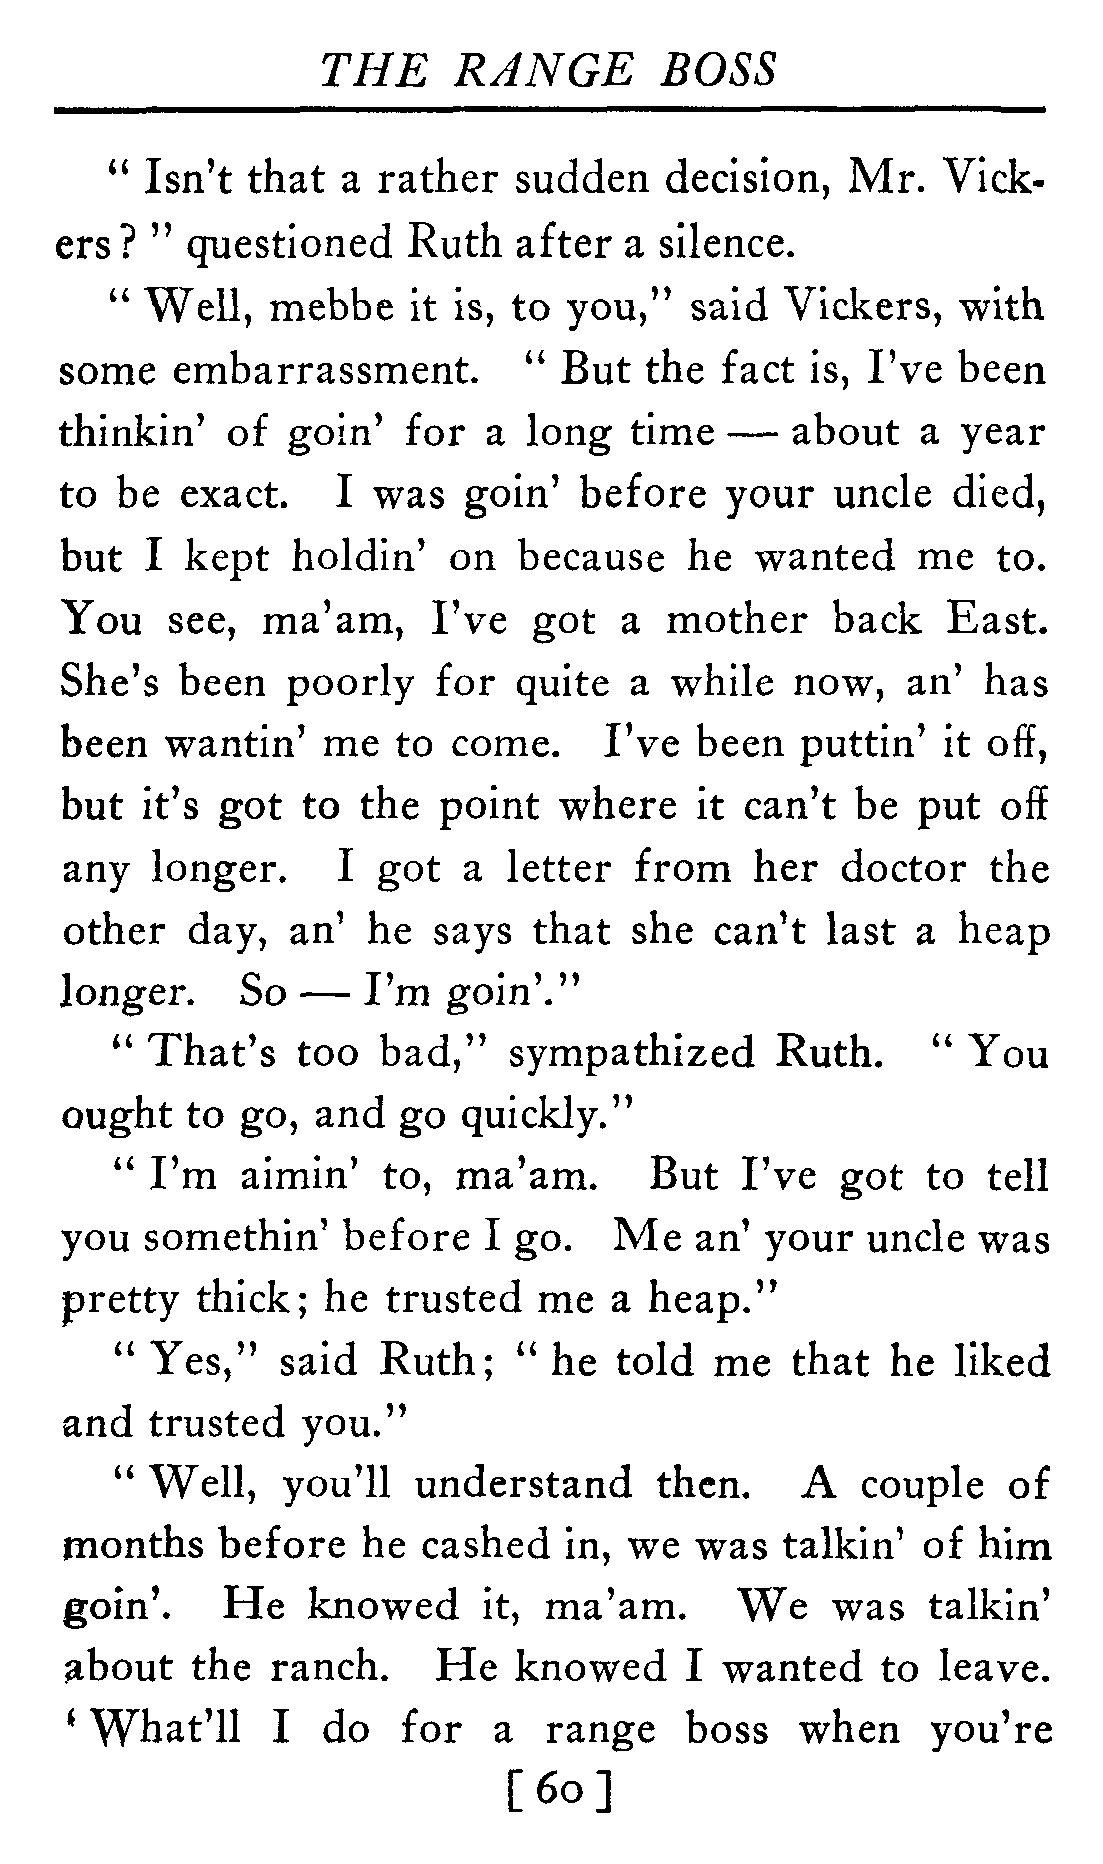 THE RANGE BOSS
“ Isn’t that a rather sudden decision, Mr. Vick-
ers? ” questioned Ruth after a silence.
“ Well, mebbe it is, to you,” said Vickers, with
some embarrassment. “ But the fact is, I’ve been
thinkin’ of goin’ for a long time — about a year
to be exact. I was goin’ before your uncle died,
but I kept holdin’ on because he wanted me to.
You see, ma’am, I’ve got a mother back East.
She’s been poorly for quite a while now, an’ has
been wantin’ me to come. I’ve been puttin’ it off,
but it’s got to the point where it can’t be put off
any longer. I got a letter from her doctor the
other day, an’ he says that she can’t last a heap
longer. So — I’m goin’.”
“ That’s too bad,” sympathized Ruth. “ You
ought to go, and go quickly.”
“ I’m aimin’ to, ma’am. But I’ve got to tell
you somethin’ before I go. Me an’ your uncle was
pretty thick; he trusted me a heap.”
“ Yes,” said Ruth; “ he told me that he liked
and trusted you.”
“ Well, you’ll understand then. A couple of
months before he cashed in, we was talkin’ of him
goin’. He knowed it, ma’am. We was talkin’
about the ranch. He knowed I wanted to leave.
‘ What’ll I do for a range boss when you’re
[ 60 ]